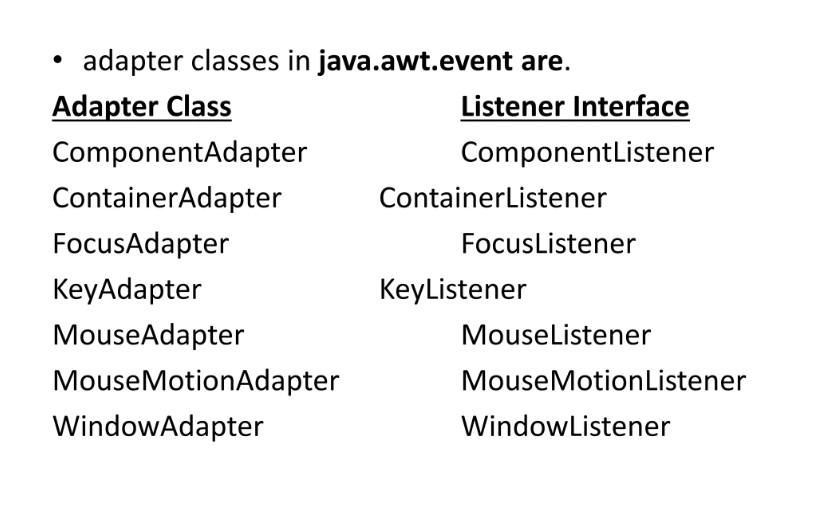 • adapter classes in java.awt.event are.
Adapter Class Listener Interface
ComponentAdapter ComponentListener
ContainerAdapter ContainerListener
FocusAdapter FocusListener
KeyAdapter KeyListener
MouseAdapter MouseListener
MouseMotionAdapter MouseMotionListener
WindowAdapter WindowListener